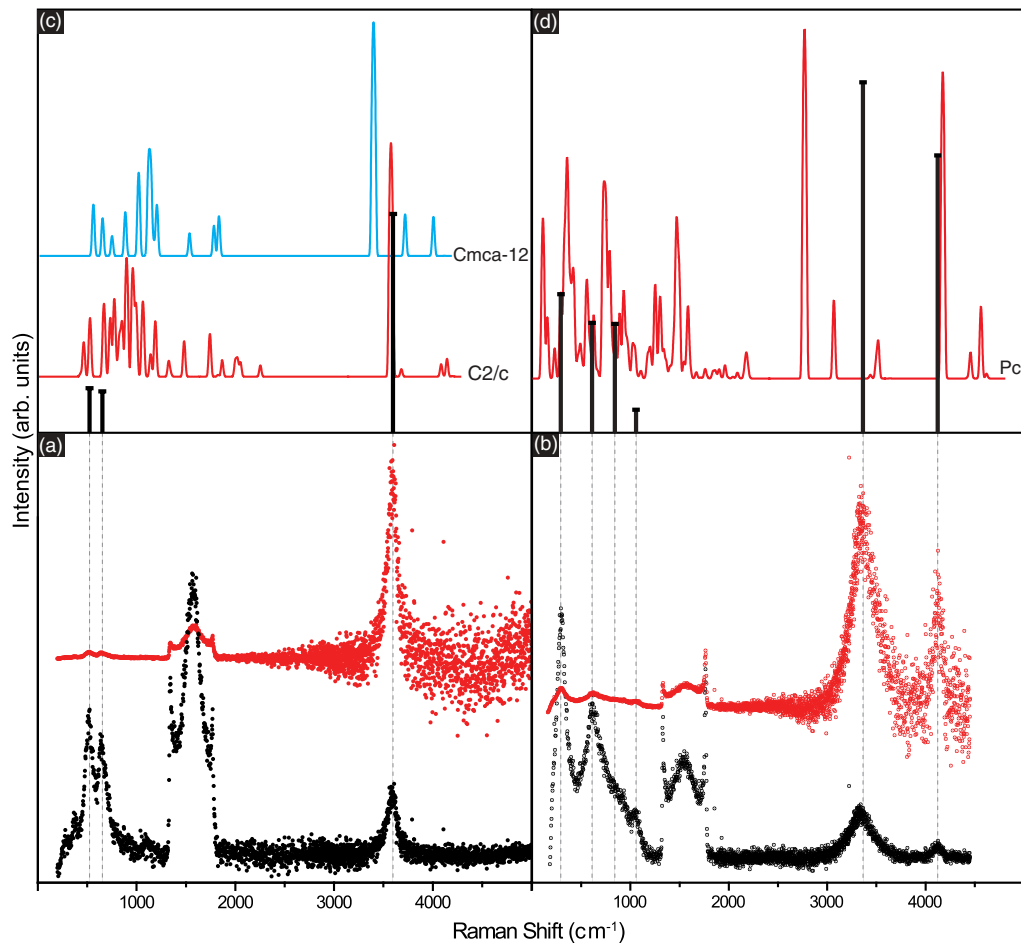 (c)
(d)
Cmca-12
C2/c
Pc
Intensity (arb. units)
(a)
(b)
1000 2000 3000 4000
1000 2000 3000 4000
Raman Shift (cm⁻¹)